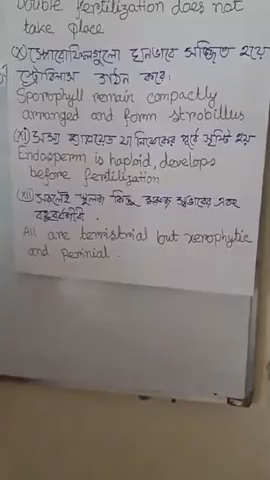 Double fertilization does not
take place
(x) স্পোরোফিলগুলো ঘনভাবে সজ্জিত হয়ে
স্ট্রোবিলাস গঠন করে।
Sporophyll remain compactly
arranged and form strobillus
(xi) হয়
Endosperm is haploid, develops
before fertilization
(xii) সকলেই কিন্তু
বহুবর্ষজীবী।
All are terristrial but xerophytic
and perinial.